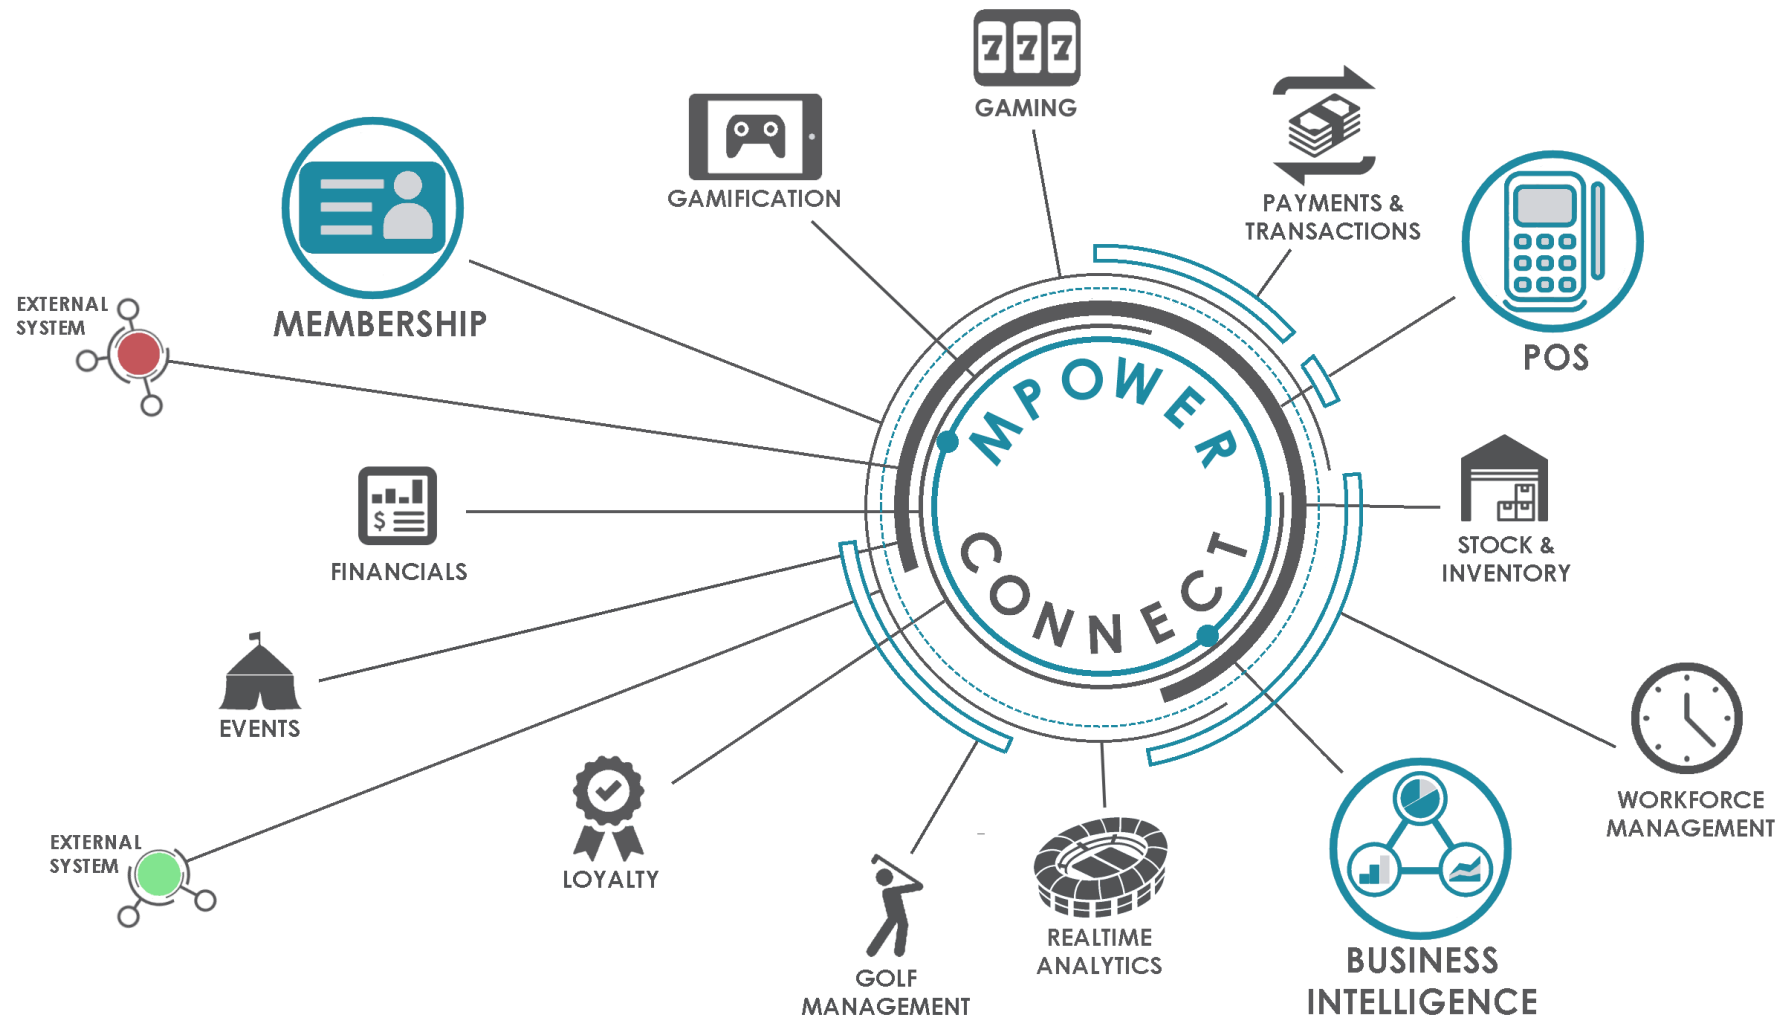 777
GAMING
GAMIFICATION
PAYMENTS &
TRANSACTIONS
MEMBERSHIP
POS
EXTERNAL
SYSTEM
MPOWER
CONNECT
$
FINANCIALS
STOCK &
INVENTORY
EVENTS
EXTERNAL
SYSTEM
LOYALTY
WORKFORCE
MANAGEMENT
REALTIME
ANALYTICS
GOLF
MANAGEMENT
BUSINESS
INTELLIGENCE